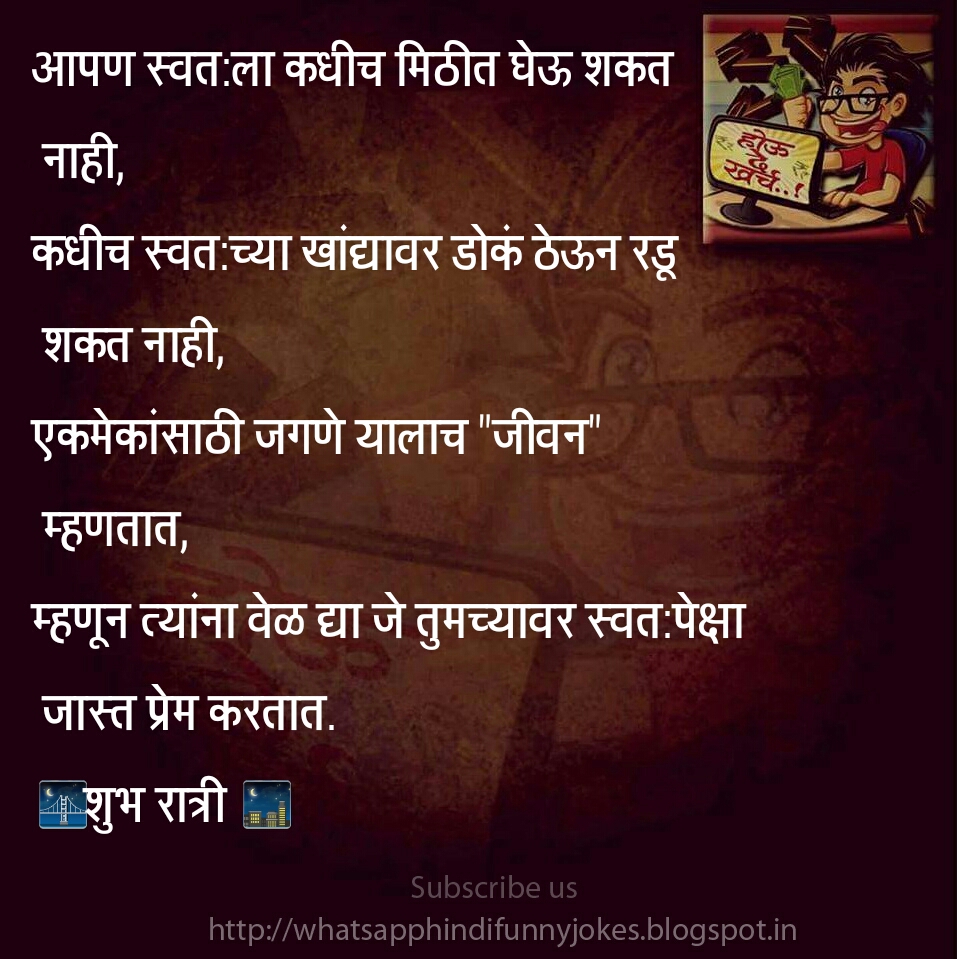 आपण स्वत:ला कधीच मिठीत घेऊ शकत
नाही,
कधीच स्वत:च्या खांद्यावर डोकं ठेऊन रडू
शकत नाही,
एकमेकांसाठी जगणे यालाच "जीवन"
म्हणतात,
म्हणून त्यांना वेळ द्या जे तुमच्यावर स्वत:पेक्षा
जास्त प्रेम करतात.
🌉शुभ रात्री 🌃
होऊ
दे
खर्च..!
Subscribe us
http://whatsapphindifunnyjokes.blogspot.in